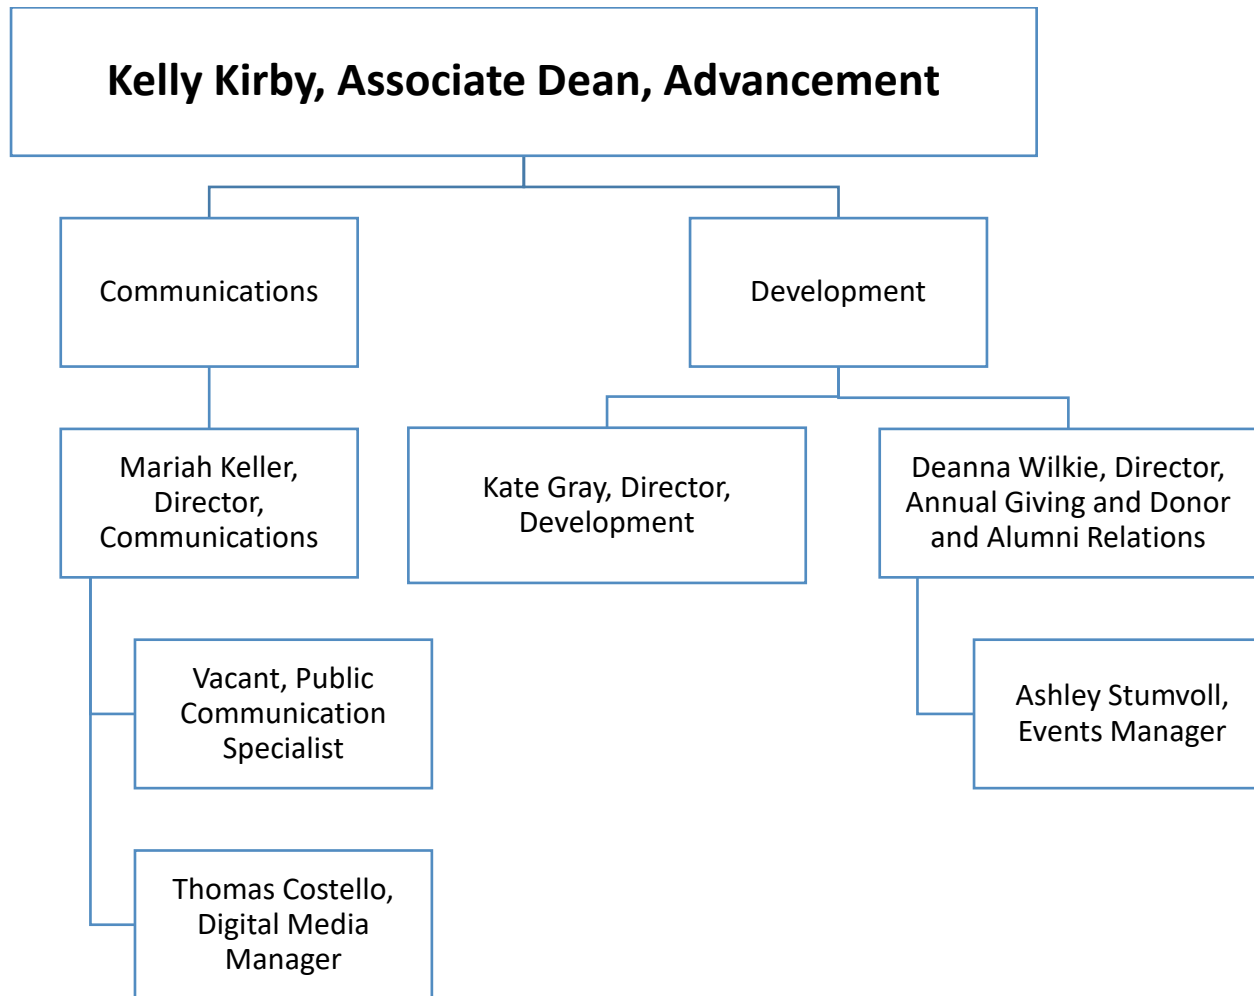 Kelly Kirby, Associate Dean, Advancement
Communications
Development
Mariah Keller,
Director,
Communications
Kate Gray, Director,
Development
Deanna Wilkie, Director,
Annual Giving and Donor
and Alumni Relations
Vacant, Public
Communication
Specialist
Ashley Stumvoll,
Events Manager
Thomas Costello,
Digital Media
Manager